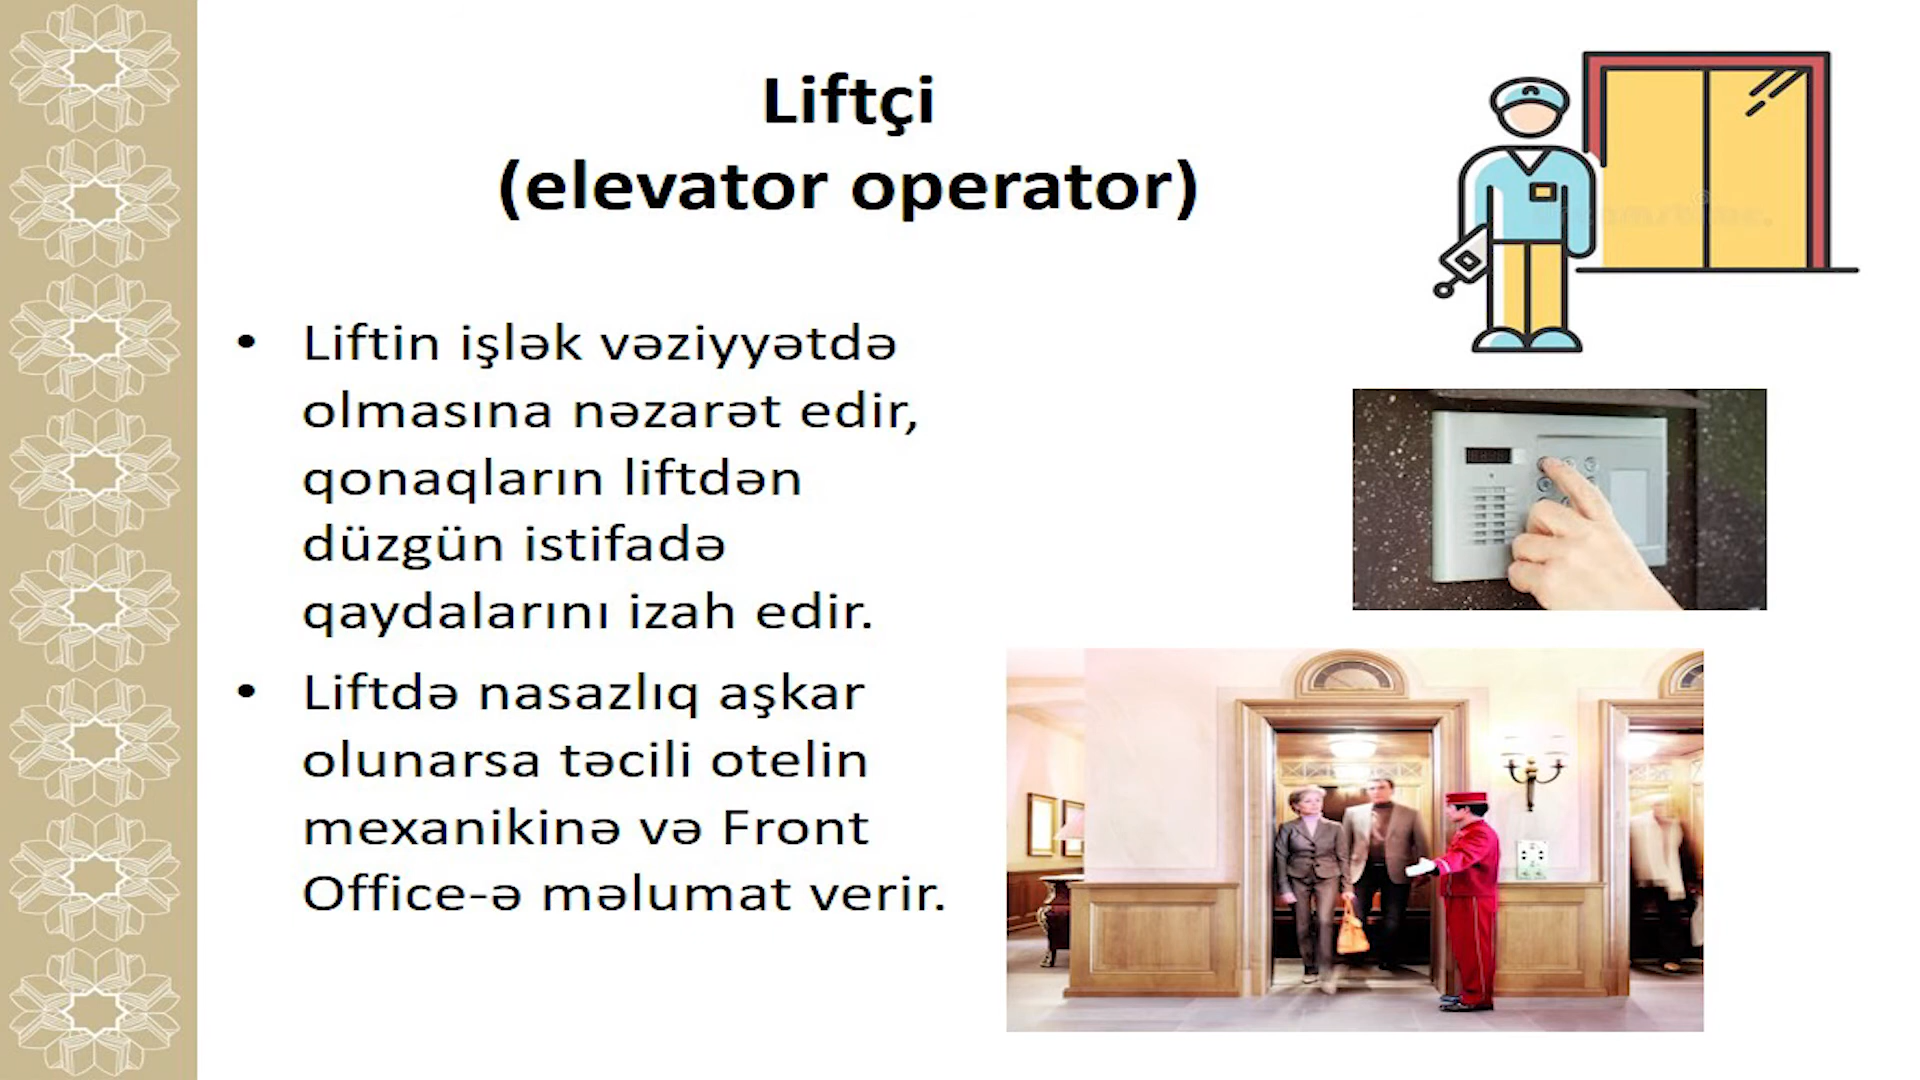 Liftçi
(elevator operator)
• Liftin işlək vəziyyətdə
olmasına nəzarət edir,
qonaqların liftdən
düzgün istifadə
qaydalarını izah edir.
• Liftdə nasazlıq aşkar
olunarsa təcili otelin
mexanikinə və Front
Office-ə məlumat verir.